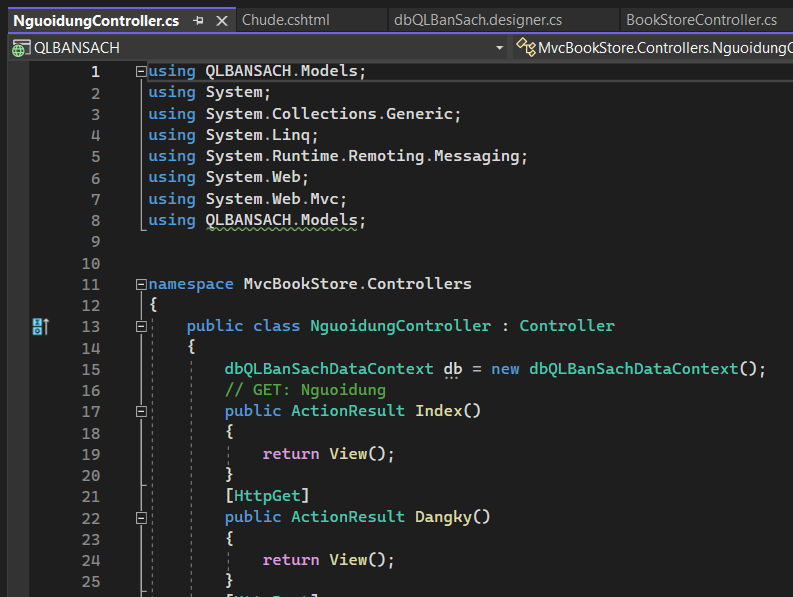 NguoidungController.cs
Chude.cshtml
dbQLBanSach.designer.cs
BookStoreController.cs
QLBANSACH
MvcBookStore.Controllers.Nguoidung
1 using QLBANSACH.Models;
2 using System;
3 using System.Collections.Generic;
4 using System.Linq;
5 using System.Runtime.Remoting.Messaging;
6 using System.Web;
7 using System.Web.Mvc;
8 using QLBANSACH.Models;
9
10
11 namespace MvcBookStore.Controllers
12 {
13 public class NguoidungController : Controller
14 {
15 dbQLBanSachDataContext db = new dbQLBanSachDataContext();
16 // GET: Nguoidung
17 public ActionResult Index()
18 {
19 return View();
20 }
21 [HttpGet]
22 public ActionResult Dangky()
23 {
24 return View();
25 }